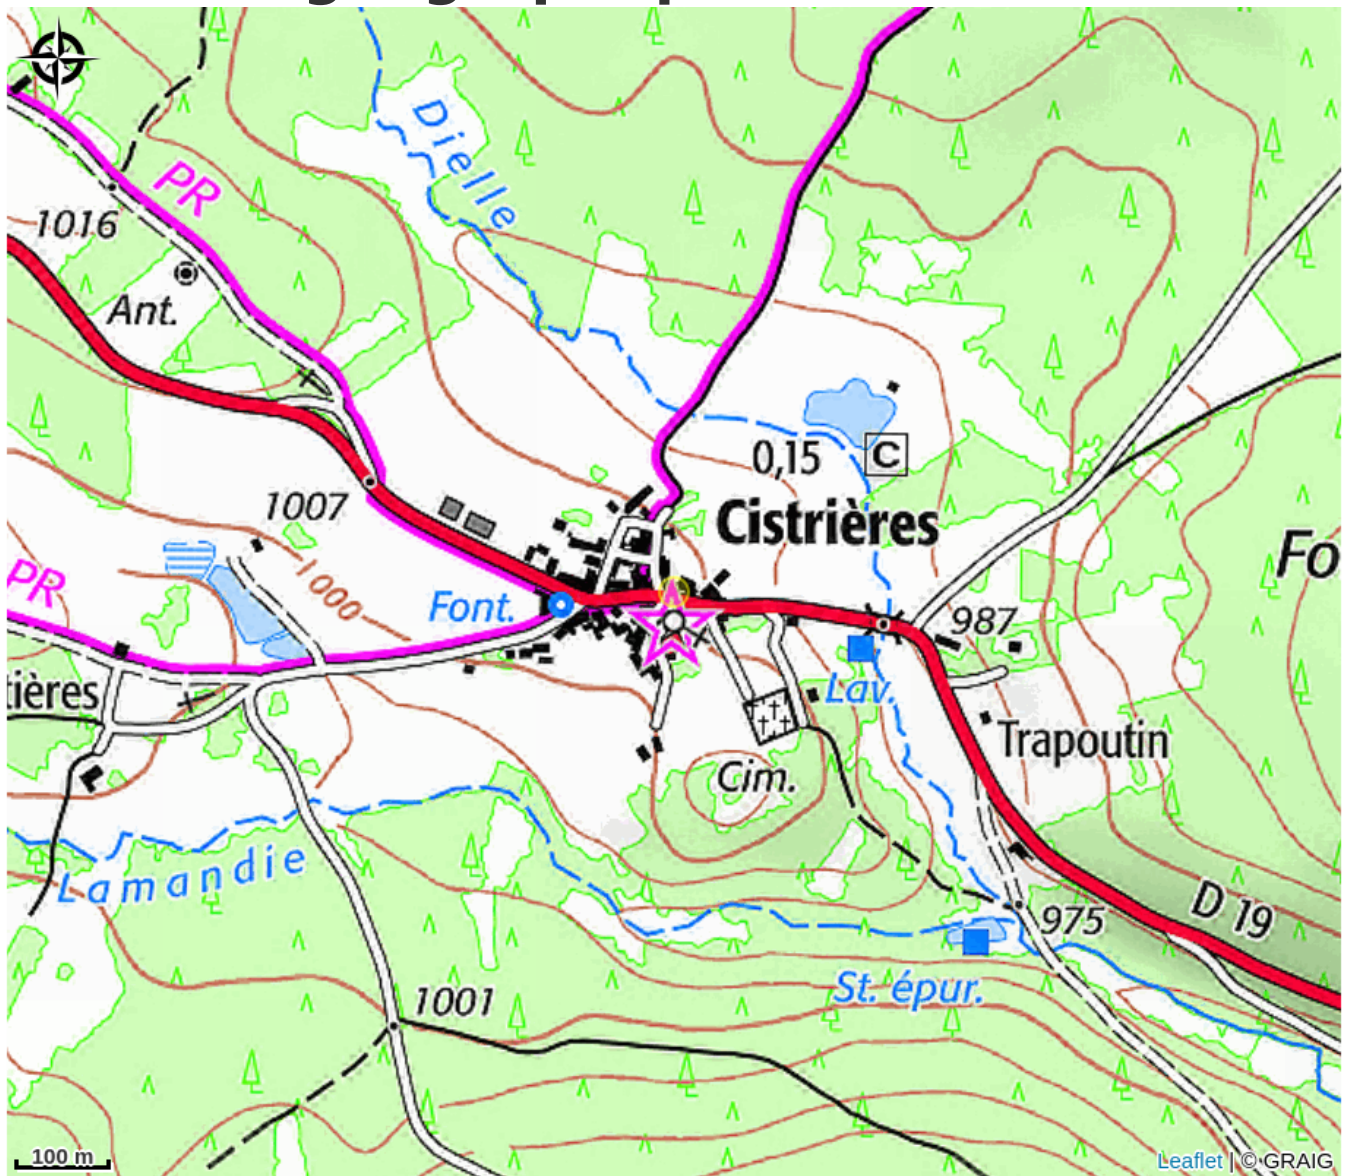 Dielle
PR
1016
Ant.
0,15
C
1007
Cistrières
Fo
PR
1000
Font.
987
tières
Lav.
Trapoutin
Cim.
Lamandie
D 19
975
St. épur.
1001
100 m
Leaflet | © GRAIG